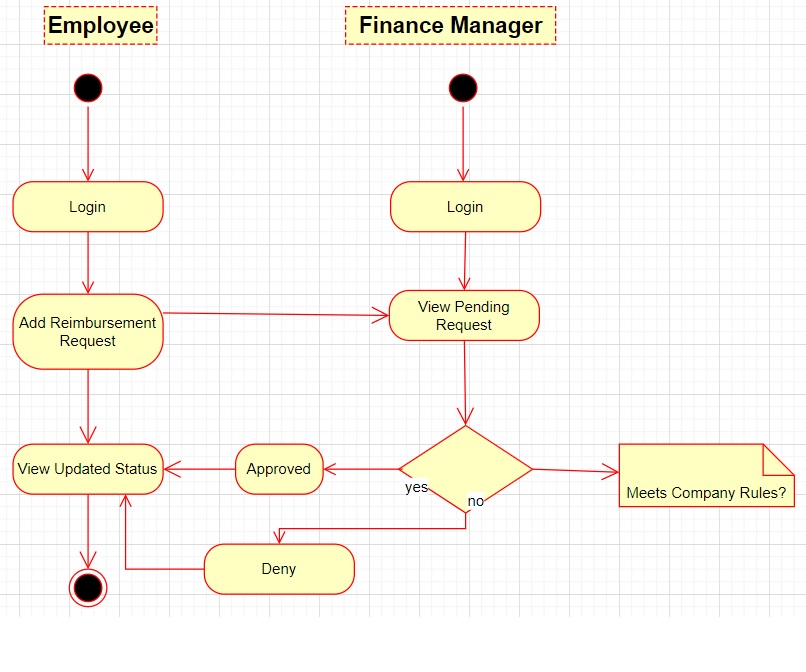 Employee
Finance Manager
Login
Login
Add Reimbursement
Request
View Pending
Request
View Updated Status
Approved
yes
no
Meets Company Rules?
Deny